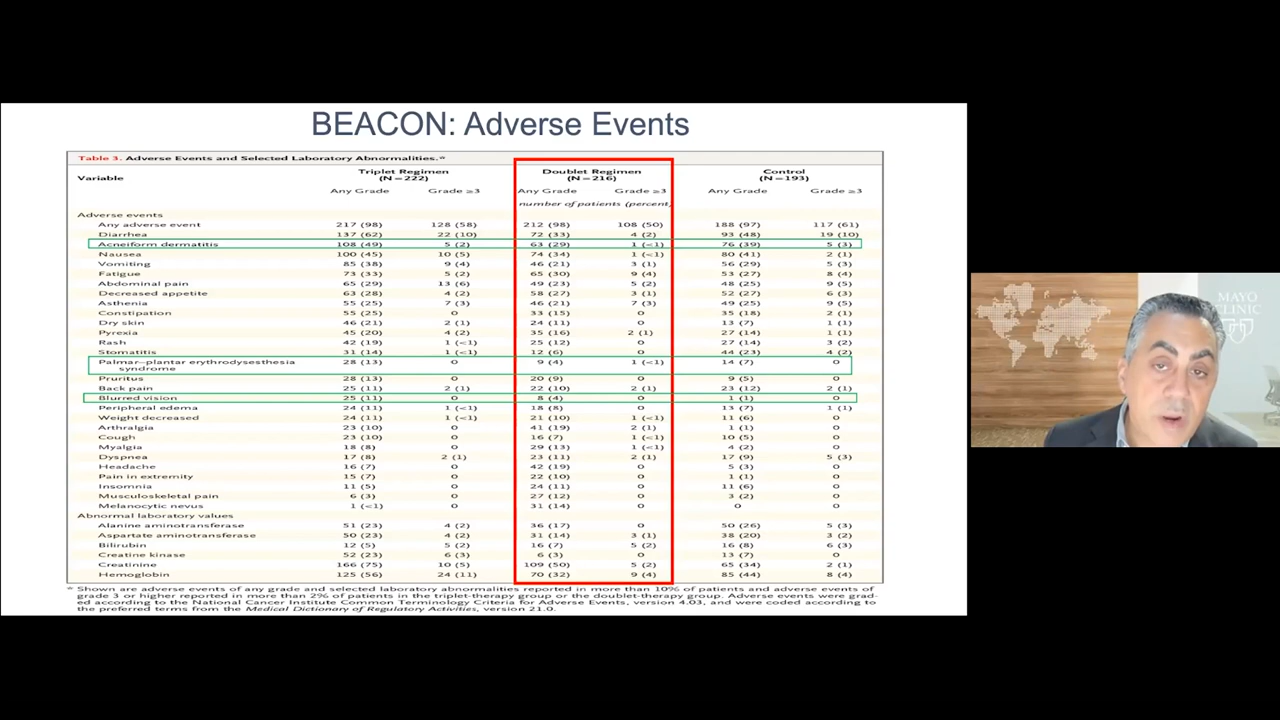 BEACON: Adverse Events
Table 3. Adverse Events and Selected Laboratory Abnormalities.*
Variable Triplet Regimen (N=222) Doublet Regimen (N=216) Control (N=193)
Any Grade Grade ≥3 Any Grade Grade ≥3 Any Grade Grade ≥3
number of patients (percent)
Adverse events
Any adverse event 217 (98) 128 (58) 212 (98) 108 (50) 188 (97) 117 (61)
Diarrhea 137 (62) 22 (10) 72 (33) 4 (2) 93 (48) 19 (10)
Acneiform dermatitis 108 (49) 5 (2) 63 (29) 1 (<1) 76 (39) 5 (3)
Nausea 100 (45) 10 (5) 74 (34) 1 (<1) 80 (41) 2 (1)
Vomiting 85 (38) 9 (4) 46 (21) 3 (1) 56 (29) 5 (3)
Fatigue 73 (33) 5 (2) 65 (30) 9 (4) 53 (27) 8 (4)
Abdominal pain 65 (29) 13 (6) 49 (23) 5 (2) 48 (25) 9 (5)
Decreased appetite 63 (28) 4 (2) 58 (27) 3 (1) 52 (27) 6 (3)
Asthenia 55 (25) 7 (3) 46 (21) 7 (3) 49 (25) 9 (5)
Constipation 55 (25) 0 33 (15) 0 35 (18) 2 (1)
Dry skin 46 (21) 2 (1) 24 (11) 0 13 (7) 1 (1)
Pyrexia 45 (20) 4 (2) 35 (16) 2 (1) 27 (14) 1 (1)
Rash 42 (19) 1 (<1) 25 (12) 0 27 (14) 3 (2)
Stomatitis 31 (14) 1 (<1) 12 (6) 0 44 (23) 4 (2)
Palmar–plantar erythrodysesthesia 28 (13) 0 9 (4) 1 (<1) 14 (7) 0
syndrome
Pruritus 28 (13) 0 20 (9) 0 9 (5) 0
Back pain 25 (11) 2 (1) 22 (10) 2 (1) 23 (12) 2 (1)
Blurred vision 25 (11) 0 8 (4) 0 1 (1) 0
Peripheral edema 24 (11) 1 (<1) 18 (8) 0 13 (7) 1 (1)
Weight decreased 24 (11) 1 (<1) 21 (10) 1 (<1) 11 (6) 0
Arthralgia 23 (10) 0 41 (19) 2 (1) 1 (1) 0
Cough 23 (10) 0 16 (7) 1 (<1) 10 (5) 0
Myalgia 18 (8) 0 29 (13) 1 (<1) 4 (2) 0
Dyspnea 17 (8) 2 (1) 23 (11) 2 (1) 17 (9) 5 (3)
Headache 16 (7) 0 42 (19) 0 5 (3) 0
Pain in extremity 15 (7) 0 22 (10) 0 1 (1) 0
Insomnia 11 (5) 0 24 (11) 0 11 (6) 0
Musculoskeletal pain 6 (3) 0 27 (12) 0 3 (2) 0
Melanocytic nevus 1 (<1) 0 31 (14) 0 0 0
Abnormal laboratory values
Alanine aminotransferase 51 (23) 4 (2) 36 (17) 0 50 (26) 5 (3)
Aspartate aminotransferase 50 (23) 4 (2) 31 (14) 3 (1) 38 (20) 3 (2)
Bilirubin 12 (5) 5 (2) 16 (7) 5 (2) 16 (8) 6 (3)
Creatine kinase 52 (23) 6 (3) 6 (3) 0 13 (7) 0
Creatinine 166 (75) 10 (5) 109 (50) 5 (2) 65 (34) 2 (1)
Hemoglobin 125 (56) 24 (11) 70 (32) 9 (4) 85 (44) 8 (4)
* Shown are adverse events of any grade and selected laboratory abnormalities reported in more than 10% of patients and adverse events of
grade 3 or higher reported in more than 2% of patients in the triplet-therapy group or the doublet-therapy group. Adverse events were grad-
ed according to the National Cancer Institute Common Terminology Criteria for Adverse Events, version 4.03, and were coded according to
the preferred terms from the Medical Dictionary of Regulatory Activities, version 21.0.
MAYO
CLINIC